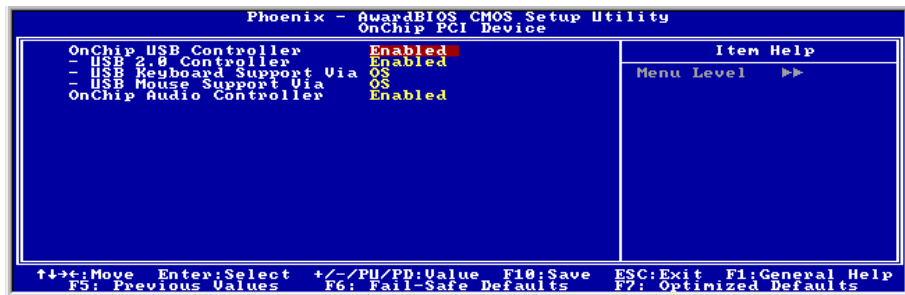 Phoenix - AwardBIOS CMOS Setup Utility
OnChip PCI Device
OnChip USB Controller Enabled
- USB 2.0 Controller Enabled
- USB Keyboard Support Via OS
- USB Mouse Support Via OS
OnChip Audio Controller Enabled
Item Help
Menu Level ►►
↑↓→←:Move Enter:Select +/-/PU/PD:Value F10:Save ESC:Exit F1:General Help
F5: Previous Values F6: Fail-Safe Defaults F7: Optimized Defaults